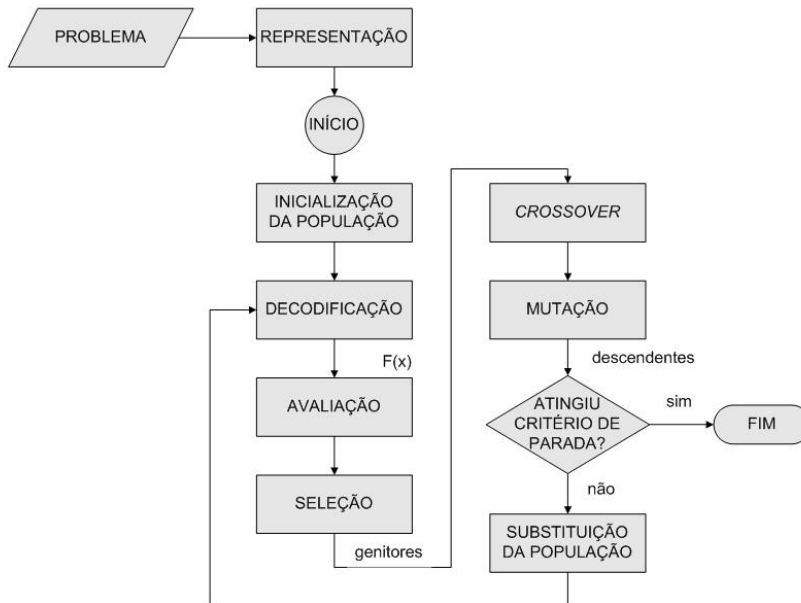 PROBLEMA
REPRESENTAÇÃO
INÍCIO
INICIALIZAÇÃO
DA POPULAÇÃO
DECODIFICAÇÃO
F(x)
AVALIAÇÃO
SELEÇÃO
genitores
CROSSOVER
MUTAÇÃO
descendentes
ATINGIU
CRITÉRIO DE
PARADA?
sim
FIM
não
SUBSTITUIÇÃO
DA POPULAÇÃO